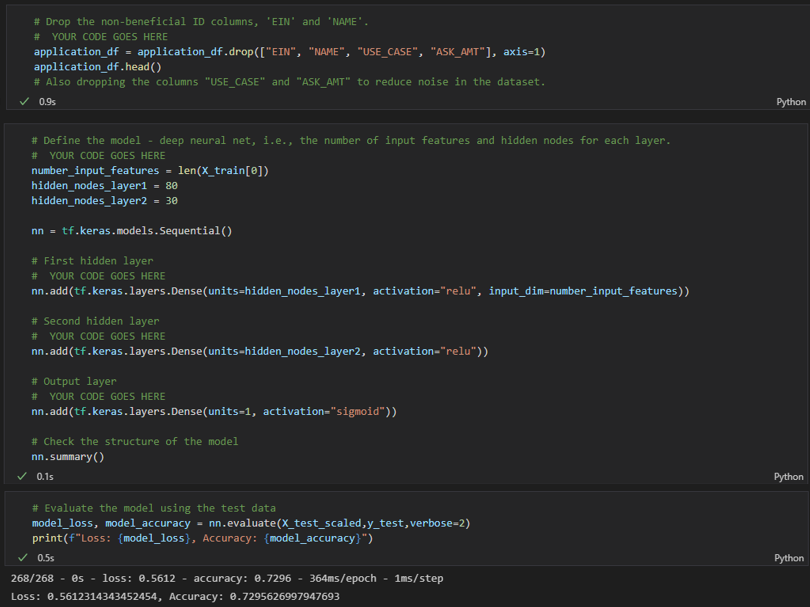 # Drop the non-beneficial ID columns, 'EIN' and 'NAME'.
#  YOUR CODE GOES HERE
application_df = application_df.drop(["EIN", "NAME", "USE_CASE", "ASK_AMT"], axis=1)
application_df.head()
# Also dropping the columns "USE_CASE" and "ASK_AMT" to reduce noise in the dataset.
✓ 0.9s Python
# Define the model - deep neural net, i.e., the number of input features and hidden nodes for each layer.
#  YOUR CODE GOES HERE
number_input_features = len(X_train[0])
hidden_nodes_layer1 = 80
hidden_nodes_layer2 = 30
nn = tf.keras.models.Sequential()
# First hidden layer
#  YOUR CODE GOES HERE
nn.add(tf.keras.layers.Dense(units=hidden_nodes_layer1, activation="relu", input_dim=number_input_features))
# Second hidden layer
#  YOUR CODE GOES HERE
nn.add(tf.keras.layers.Dense(units=hidden_nodes_layer2, activation="relu"))
# Output layer
#  YOUR CODE GOES HERE
nn.add(tf.keras.layers.Dense(units=1, activation="sigmoid"))
# Check the structure of the model
nn.summary()
✓ 0.1s Python
# Evaluate the model using the test data
model_loss, model_accuracy = nn.evaluate(X_test_scaled,y_test,verbose=2)
print(f"Loss: {model_loss}, Accuracy: {model_accuracy}")
✓ 0.5s Python
268/268 - 0s - loss: 0.5612 - accuracy: 0.7296 - 364ms/epoch - 1ms/step
Loss: 0.5612314343452454, Accuracy: 0.7295626997947693